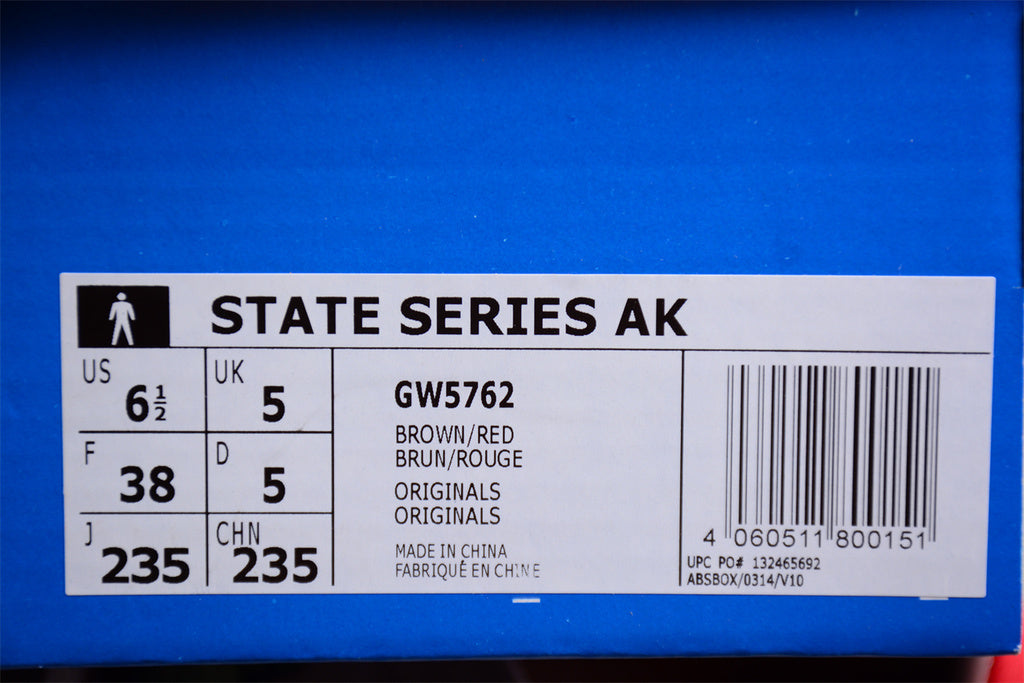 STATE SERIES AK
US 6½ UK 5
F 38 D 5
J 235 CHN 235
GW5762
BROWN/RED
BRUN/ROUGE
ORIGINALS
ORIGINALS
MADE IN CHINA
FABRIQUÉ EN CHINE
4 060511 800151
UPC PO# 132465692
ABSBOX/0314/V10